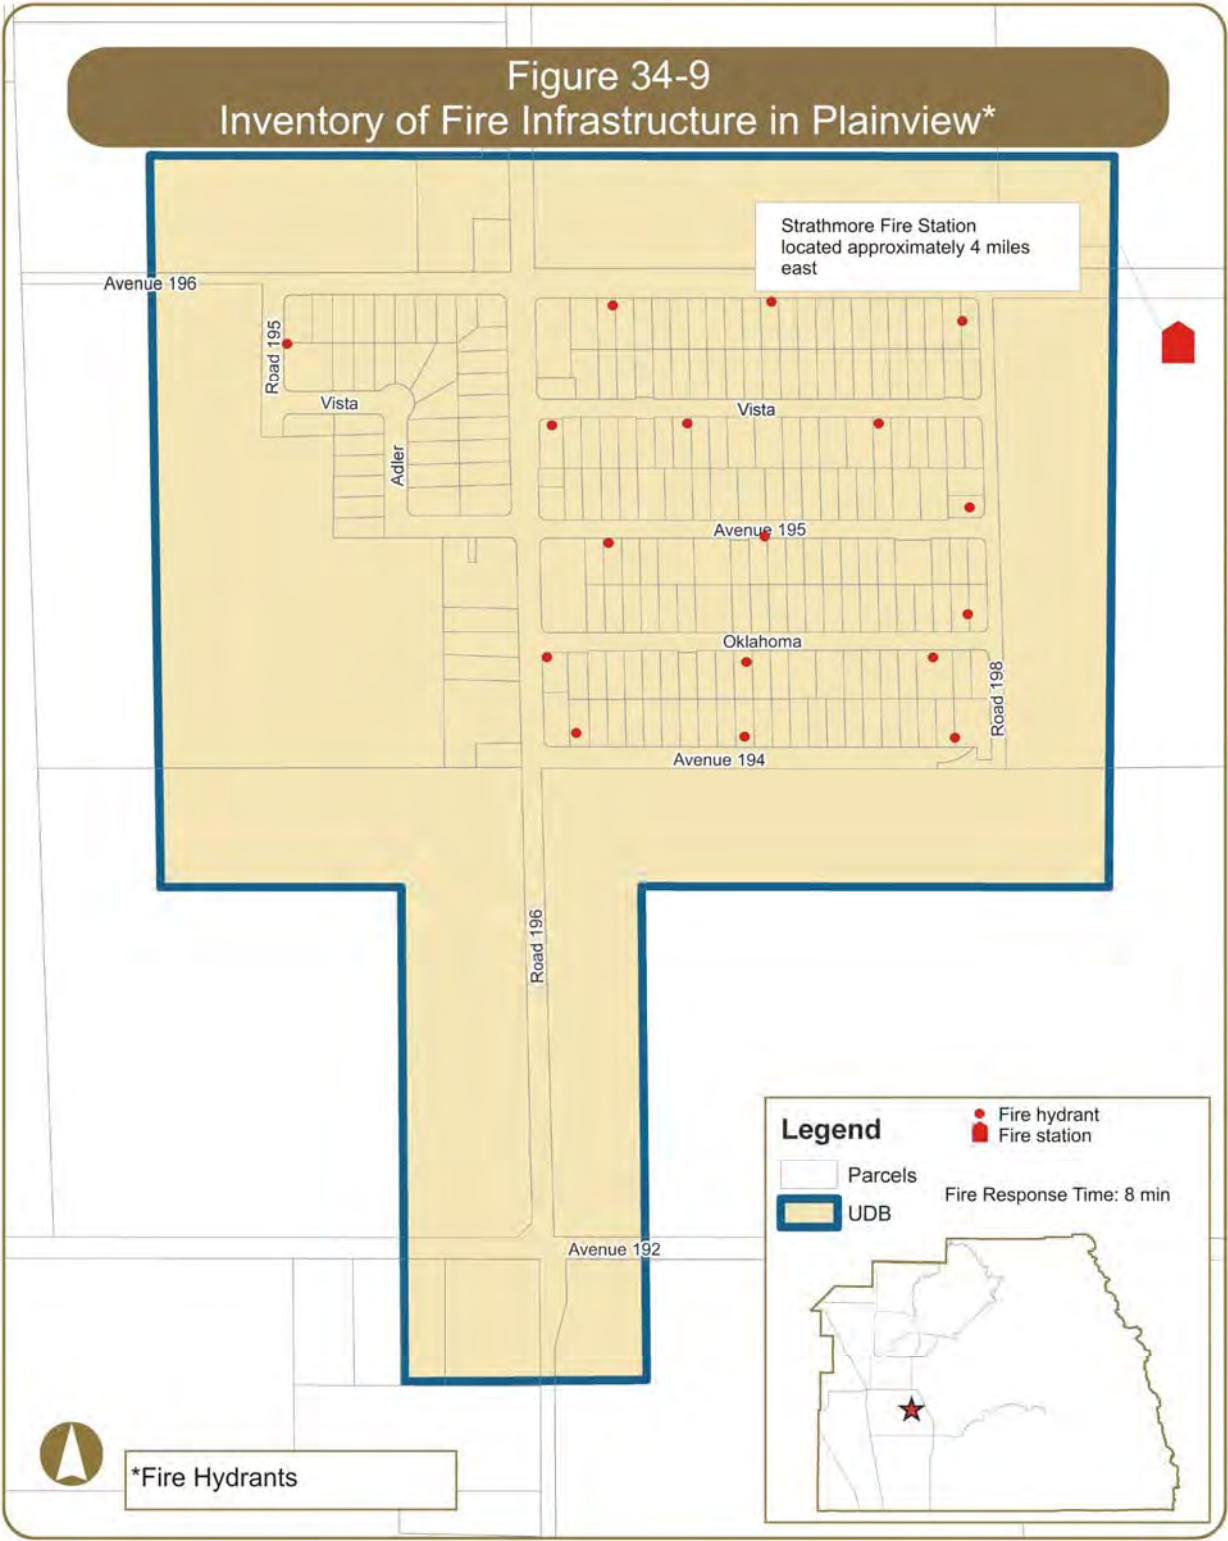 Figure 34-9
Inventory of Fire Infrastructure in Plainview*
Strathmore Fire Station
located approximately 4 miles
east
Avenue 196
Road 195
Vista
Vista
Adler
Avenue 195
Oklahoma
Road 198
Avenue 194
Road 196
Avenue 192
Legend
Fire hydrant
Fire station
Parcels
Fire Response Time: 8 min
UDB
*Fire Hydrants